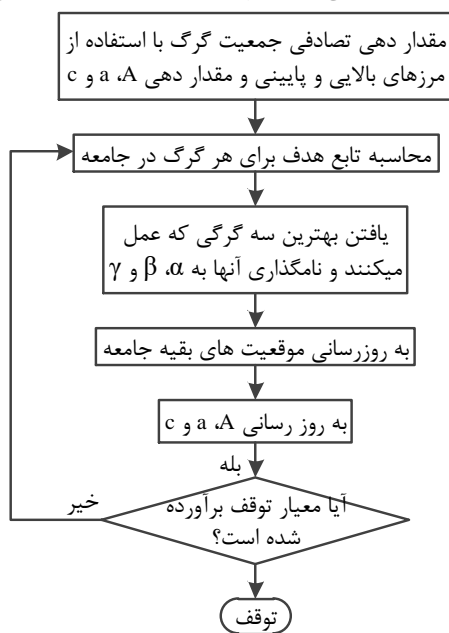 مقدار دهی تصادفی جمعیت گرگ با استفاده از
مرزهای بالایی و پایینی و مقدار دهی a ،A و c
محاسبه تابع هدف برای هر گرگ در جامعه
یافتن بهترین سه گرگی که عمل
میکنند و نامگذاری آنها به β ،α و γ
به روزرسانی موقعیت های بقیه جامعه
به روز رسانی a ،A و c
بله
آیا معیار توقف برآورده
شده است؟
خیر
توقف